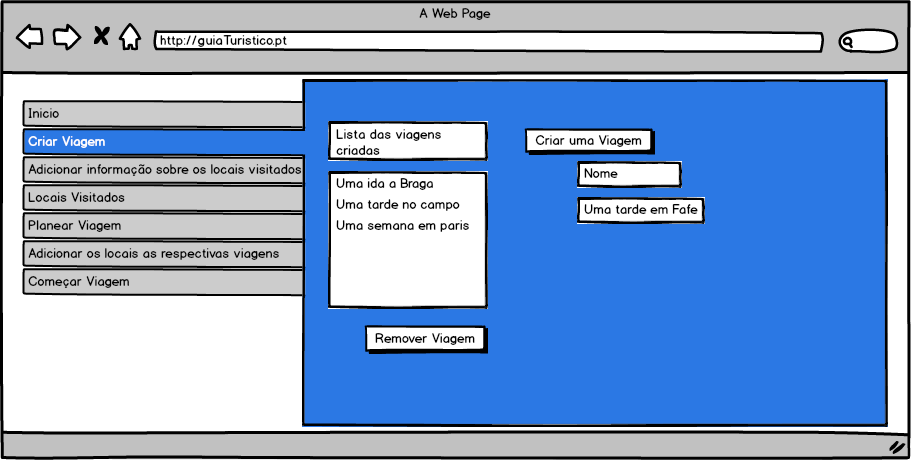 A Web Page
http://guiaTuristico.pt
Inicio
Criar Viagem
Adicionar informação sobre os locais visitados
Locais Visitados
Planear Viagem
Adicionar os locais as respectivas viagens
Começar Viagem
Lista das viagens
criadas
Uma ida a Braga
Uma tarde no campo
Uma semana em paris
Remover Viagem
Criar uma Viagem
Nome
Uma tarde em Fafe